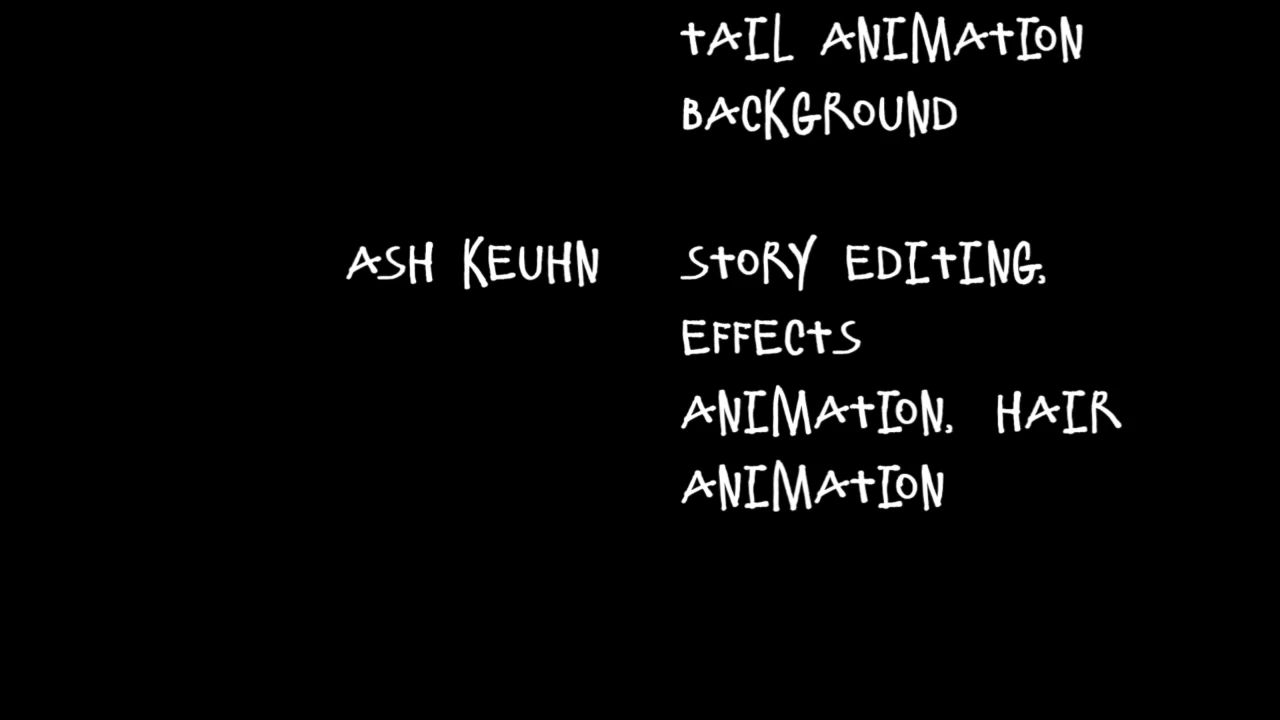 TAIL ANIMATION
BACKGROUND
ASH KEUHN STORY EDITING,
EFFECTS
ANIMATION, HAIR
ANIMATION